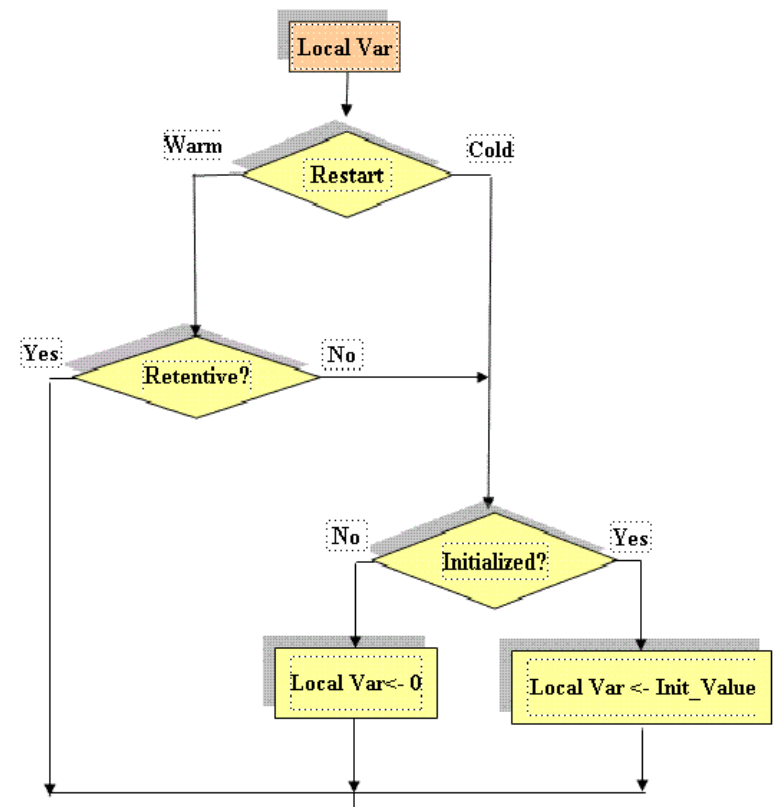 Local Var
Warm
Cold
Restart
Yes
No
Retentive?
No
Yes
Initialized?
Local Var<- 0
Local Var <- Init_Value